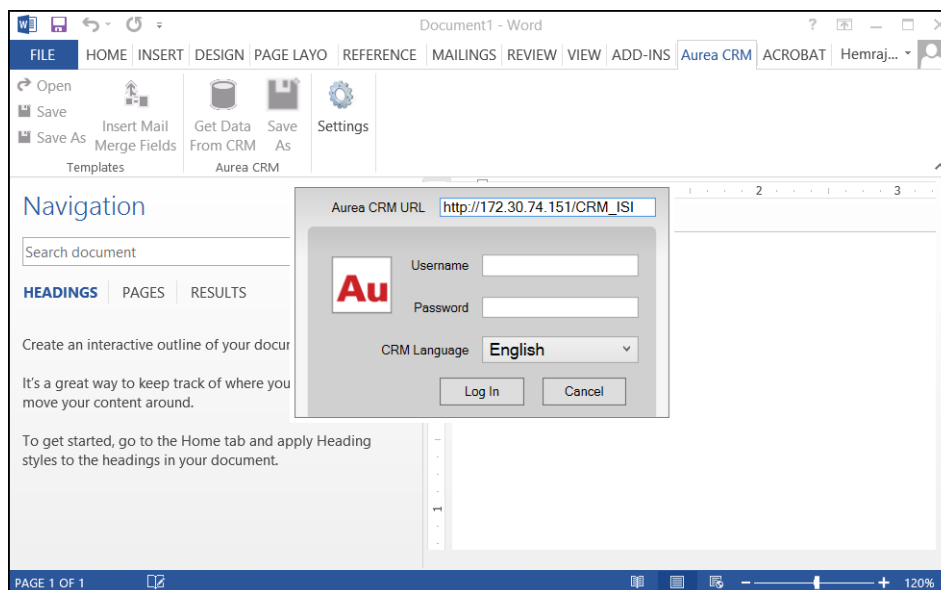 Document1 - Word
FILE HOME INSERT DESIGN PAGE LAYO REFERENCE MAILINGS REVIEW VIEW ADD-INS Aurea CRM ACROBAT Hemraj...
Open
Save
Save As
Insert Mail
Merge Fields
Get Data
From CRM
Save
As
Settings
Templates
Aurea CRM
Navigation
Search document
HEADINGS PAGES RESULTS
Create an interactive outline of your docur
It's a great way to keep track of where you
move your content around.
To get started, go to the Home tab and apply Heading
styles to the headings in your document.
Aurea CRM URL http://172.30.74.151/CRM_ISI
Au
Username
Password
CRM Language English
Log In Cancel
2 3
1
PAGE 1 OF 1
120%